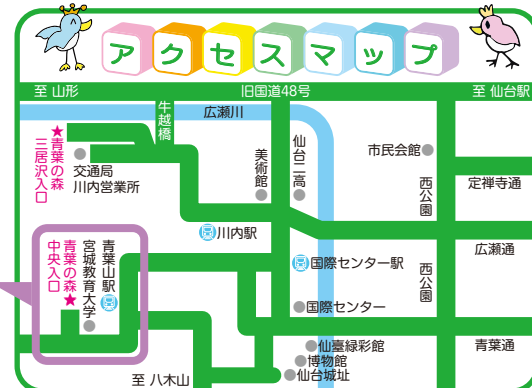 アクセスマップ
至 山形
旧国道48号
至 仙台駅
牛越橋
広瀬川
★青葉の森
三居沢入口
交通局
川内営業所
美術館
仙台二高
市民会館
西公園
定禅寺通
川内駅
広瀬通
青葉の森★
中央入口
宮城教育大学
青葉山駅
国際センター駅
西公園
国際センター
青葉通
仙臺緑彩館
博物館
仙台城址
至 八木山